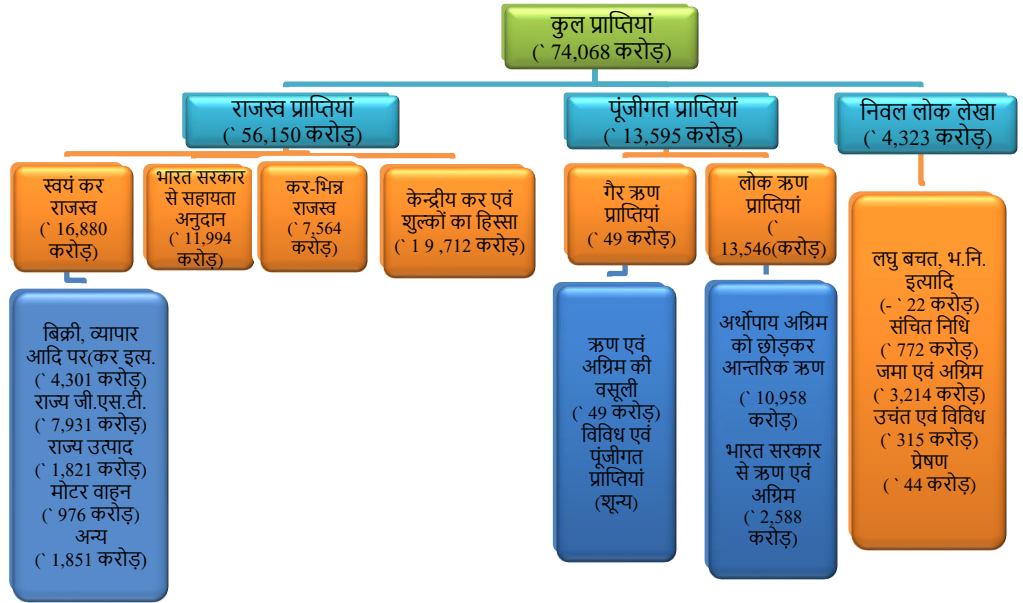 कुल प्राप्तियां
(` 74,068 करोड़)
राजस्व प्राप्तियां
(` 56,150 करोड़)
पूंजीगत प्राप्तियां
(` 13,595 करोड़)
निवल लोक लेखा
(` 4,323 करोड़)
स्वयं कर
राजस्व
(` 16,880
करोड़)
भारत सरकार
से सहायता
अनुदान
(` 11,994
करोड़)
कर-भिन्न
राजस्व
(` 7,564
करोड़)
केन्द्रीय कर एवं
शुल्कों का हिस्सा
(` 1 9 ,712 करोड़)
गैर ऋण
प्राप्तियां
(` 49 करोड़)
लोक ऋण
प्राप्तियां
(`
13,546(करोड़)
बिक्री, व्यापार
आदि पर(कर इत्य.
(` 4,301 करोड़)
राज्य जी.एस.टी.
(` 7,931 करोड़)
राज्य उत्पाद
(` 1,821 करोड़)
मोटर वाहन
(` 976 करोड़)
अन्य
(` 1,851 करोड़)
ऋण एवं
अग्रिम की
वसूली
(` 49 करोड़)
विविध एवं
पूंजीगत
प्राप्तियां
(शून्य)
अर्थोपाय अग्रिम
को छोड़कर
आन्तरिक ऋण
(` 10,958
करोड़)
भारत सरकार
से ऋण एवं
अग्रिम
(` 2,588
करोड़)
लघु बचत, भ.नि.
इत्यादि
(- ` 22 करोड़)
संचित निधि
(` 772 करोड़)
जमा एवं अग्रिम
(` 3,214 करोड़)
उचंत एवं विविध
(` 315 करोड़)
प्रेषण
(` 44 करोड़)